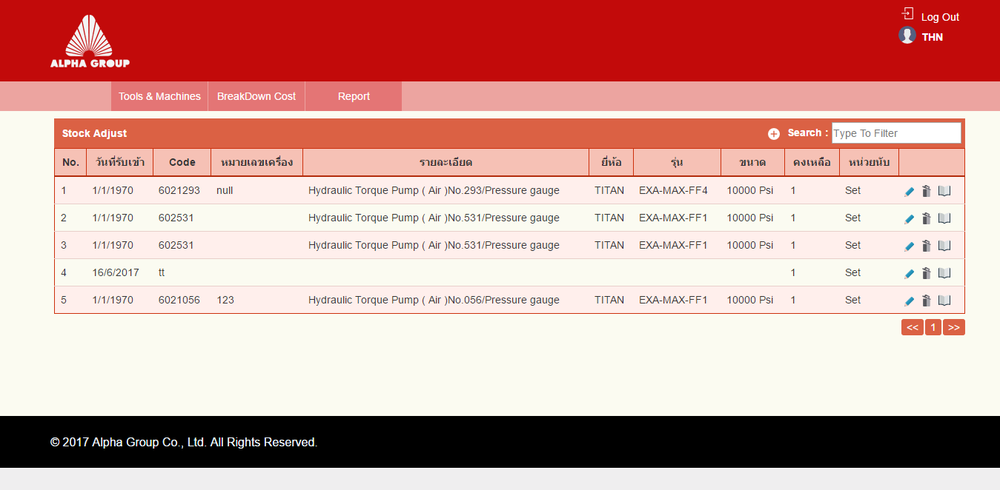 Log Out
THN
ALPHA GROUP
Tools & Machines BreakDown Cost Report
Stock Adjust Search : Type To Filter
No. วันที่รับเข้า Code หมายเลขเครื่อง รายละเอียด ยี่ห้อ รุ่น ขนาด คงเหลือ หน่วยนับ
1 1/1/1970 6021293 null Hydraulic Torque Pump ( Air )No.293/Pressure gauge TITAN EXA-MAX-FF4 10000 Psi 1 Set
2 1/1/1970 602531 Hydraulic Torque Pump ( Air )No.531/Pressure gauge TITAN EXA-MAX-FF1 10000 Psi 1 Set
3 1/1/1970 602531 Hydraulic Torque Pump ( Air )No.531/Pressure gauge TITAN EXA-MAX-FF1 10000 Psi 1 Set
4 16/6/2017 tt 1 Set
5 1/1/1970 6021056 123 Hydraulic Torque Pump ( Air )No.056/Pressure gauge TITAN EXA-MAX-FF1 10000 Psi 1 Set
<< 1 >>
© 2017 Alpha Group Co., Ltd. All Rights Reserved.